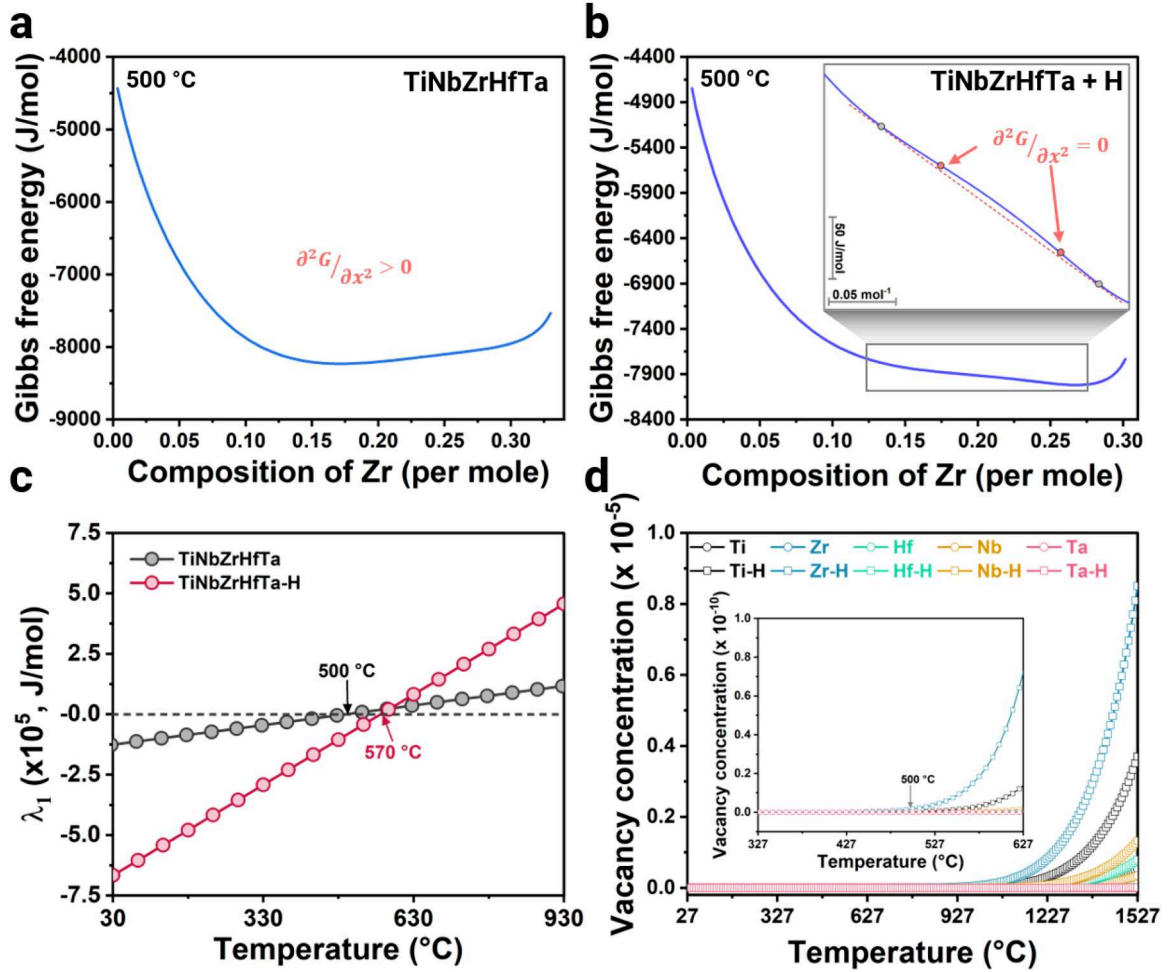 a
500 °C
TiNbZrHfTa
∂²G/∂x² > 0
Gibbs free energy (J/mol)
-4000
-5000
-6000
-7000
-8000
-9000
0.00 0.05 0.10 0.15 0.20 0.25 0.30
Composition of Zr (per mole)
b
500 °C
TiNbZrHfTa + H
∂²G/∂x² = 0
50 J/mol
0.05 mol⁻¹
Gibbs free energy (J/mol)
-4400
-4900
-5400
-5900
-6400
-6900
-7400
-7900
-8400
0.00 0.05 0.10 0.15 0.20 0.25 0.30
Composition of Zr (per mole)
c
TiNbZrHfTa
TiNbZrHfTa-H
500 °C
570 °C
λ₁ (x10⁵, J/mol)
7.5
5.0
2.5
-0.0
-2.5
-5.0
-7.5
30 330 630 930
Temperature (°C)
d
Ti Zr Hf Nb Ta
Ti-H Zr-H Hf-H Nb-H Ta-H
Vacancy concentration (x 10⁻⁵)
1.0
0.8
0.6
0.4
0.2
0.0
Vacancy concentration (x 10⁻¹⁰)
1.0
0.8
0.6
0.4
0.2
0.0
500 °C
327 427 527 627
Temperature (°C)
27 327 627 927 1227 1527
Temperature (°C)